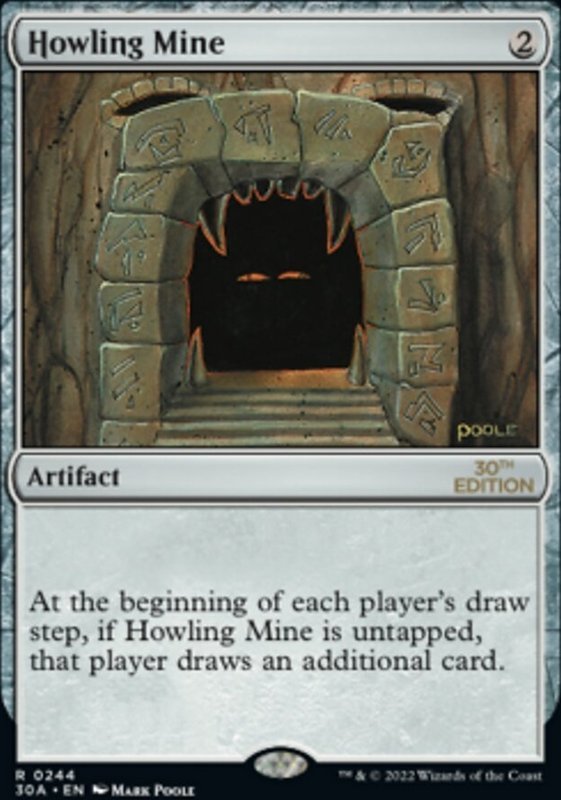 Howling Mine 2
POOLE
Artifact
30TH EDITION
At the beginning of each player's draw
step, if Howling Mine is untapped,
that player draws an additional card.
R 0244
30A • EN Mark Poole
™ & © 2022 Wizards of the Coast